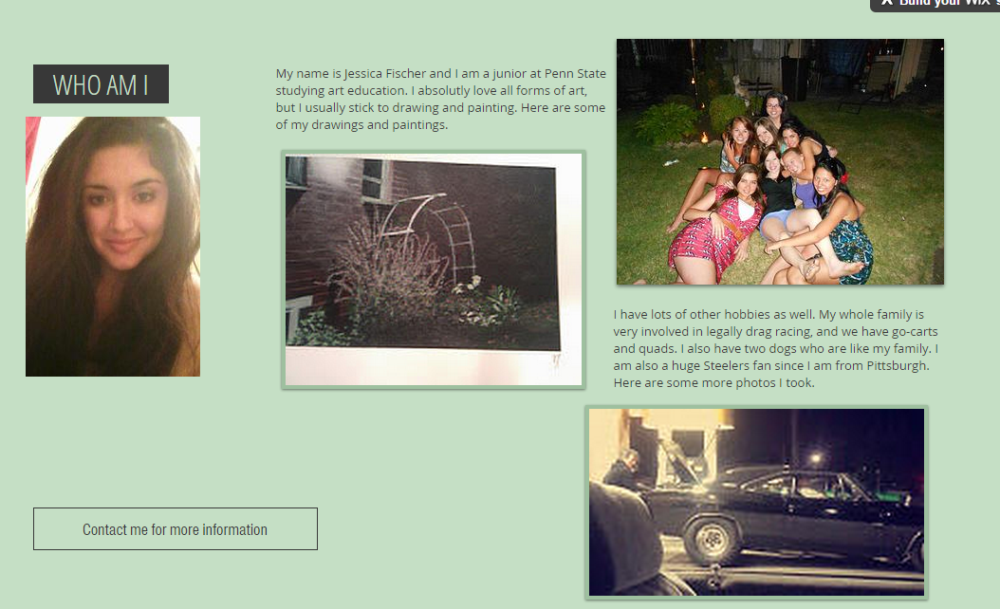 Build your Wix's
WHO AM I
My name is Jessica Fischer and I am a junior at Penn State
studying art education. I absolutly love all forms of art,
but I usually stick to drawing and painting. Here are some
of my drawings and paintings.
I have lots of other hobbies as well. My whole family is
very involved in legally drag racing, and we have go-carts
and quads. I also have two dogs who are like my family. I
am also a huge Steelers fan since I am from Pittsburgh.
Here are some more photos I took.
Contact me for more information